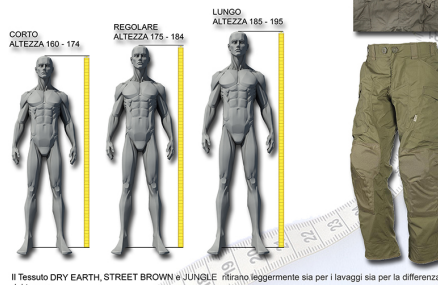 LUNGO
ALTEZZA 185 - 195
REGOLARE
ALTEZZA 175 - 184
CORTO
ALTEZZA 160 - 174
Il Tessuto DRY EARTH, STREET BROWN e JUNGLE ritirano leggermente sia per i lavaggi sia per la differenza